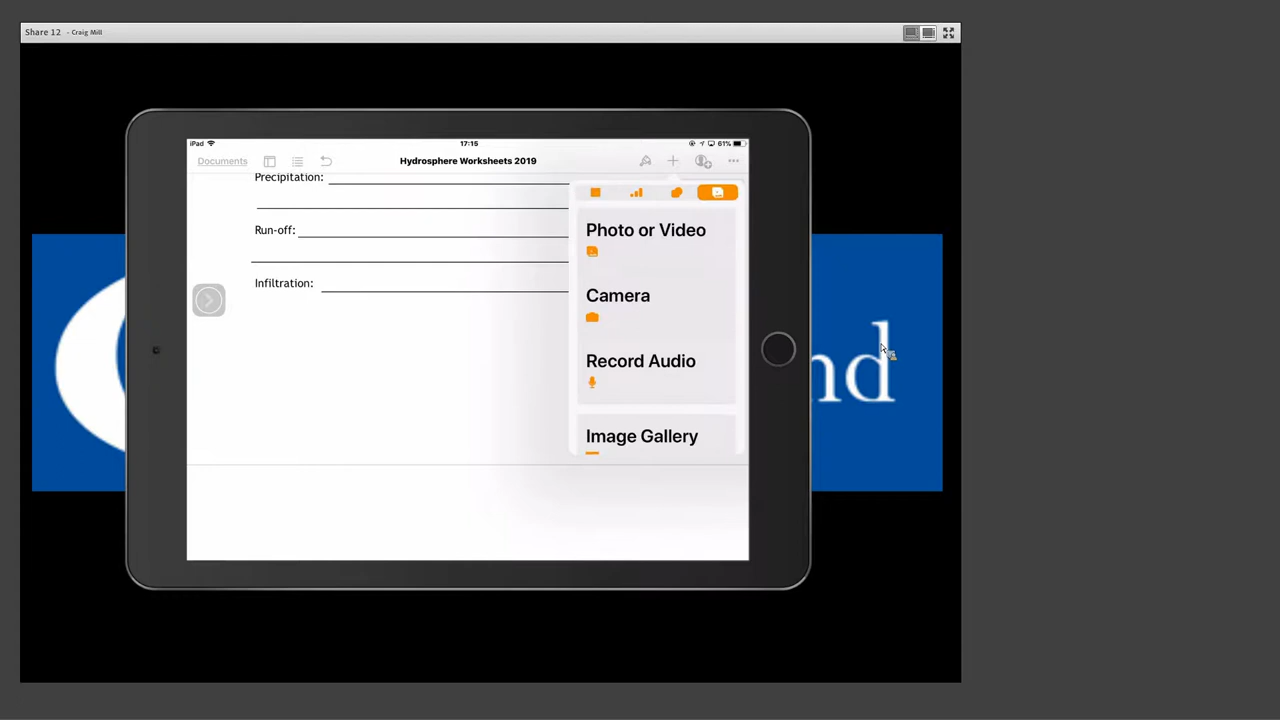 Share 12 - Craig Mill
iPad 17:15 61%
Documents Hydrosphere Worksheets 2019
Precipitation:
Run-off:
Infiltration:
Photo or Video
Camera
Record Audio
Image Gallery
nd